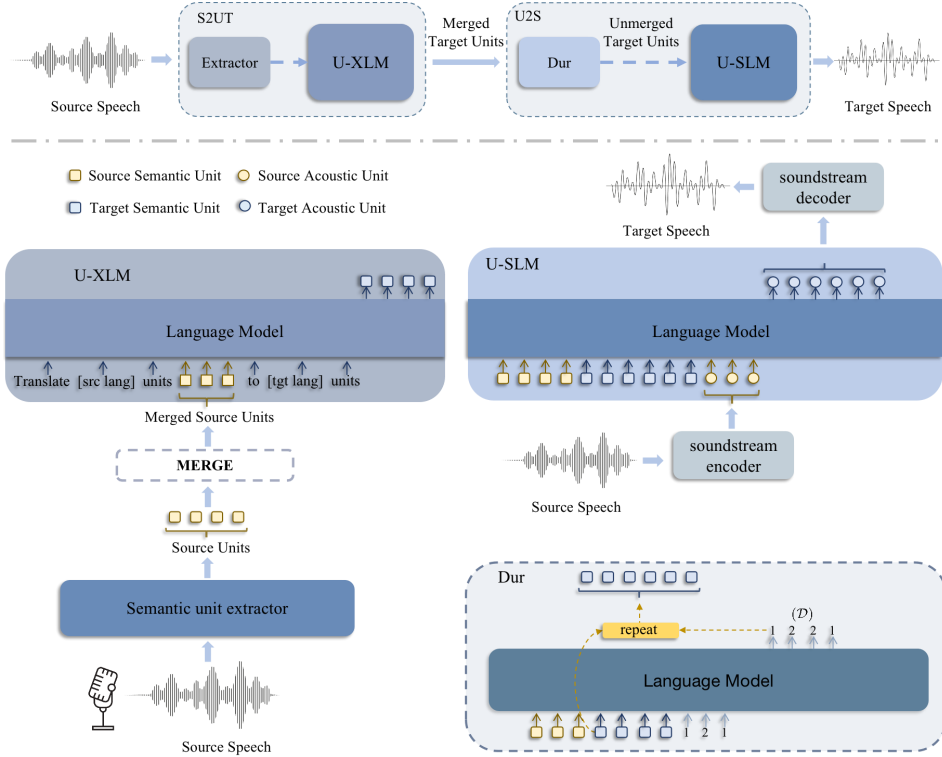 S2UT
Extractor
U-XLM
Merged
Target Units
U2S
Dur
Unmerged
Target Units
U-SLM
Source Speech
Target Speech
Source Semantic Unit
Source Acoustic Unit
Target Semantic Unit
Target Acoustic Unit
soundstream
decoder
Target Speech
U-XLM
Language Model
Translate [src lang] units to [tgt lang] units
Merged Source Units
MERGE
Source Units
Semantic unit extractor
Source Speech
U-SLM
Language Model
soundstream
encoder
Source Speech
Dur
(𝒟)
repeat
1 2 2 1
Language Model
1 2 1